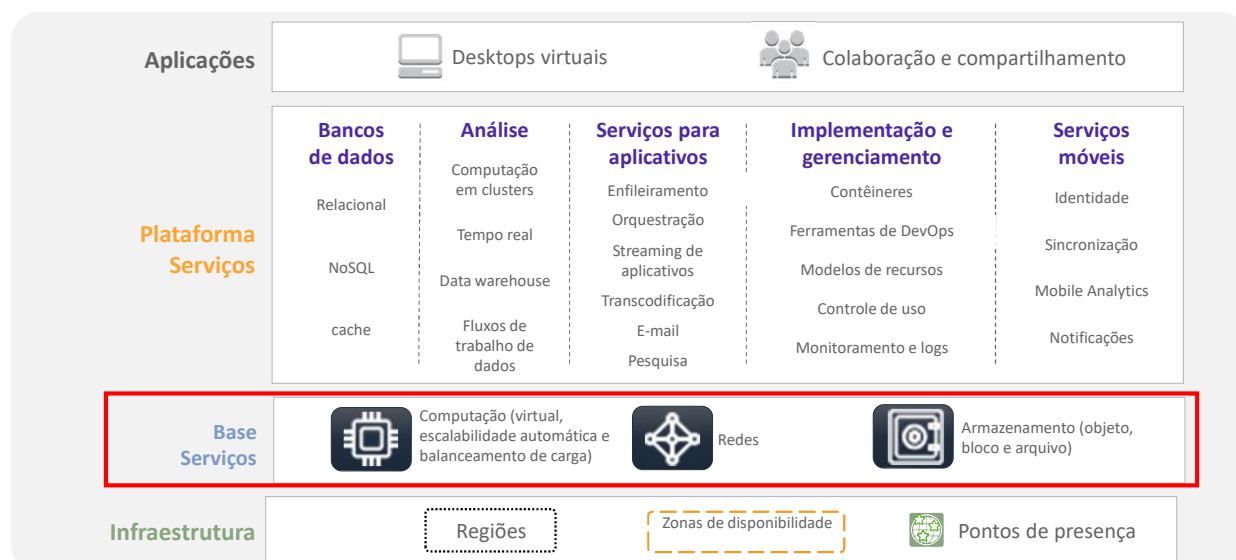 Aplicações
Desktops virtuais
Colaboração e compartilhamento
Plataforma
Serviços
Bancos
de dados
Relacional
NoSQL
cache
Análise
Computação
em clusters
Tempo real
Data warehouse
Fluxos de
trabalho de
dados
Serviços para
aplicativos
Enfileiramento
Orquestração
Streaming de
aplicativos
Transcodificação
E-mail
Pesquisa
Implementação e
gerenciamento
Contêineres
Ferramentas de DevOps
Modelos de recursos
Controle de uso
Monitoramento e logs
Serviços
móveis
Identidade
Sincronização
Mobile Analytics
Notificações
Base
Serviços
Computação (virtual,
escalabilidade automática e
balanceamento de carga)
Redes
Armazenamento (objeto,
bloco e arquivo)
Infraestrutura
Regiões
Zonas de disponibilidade
Pontos de presença